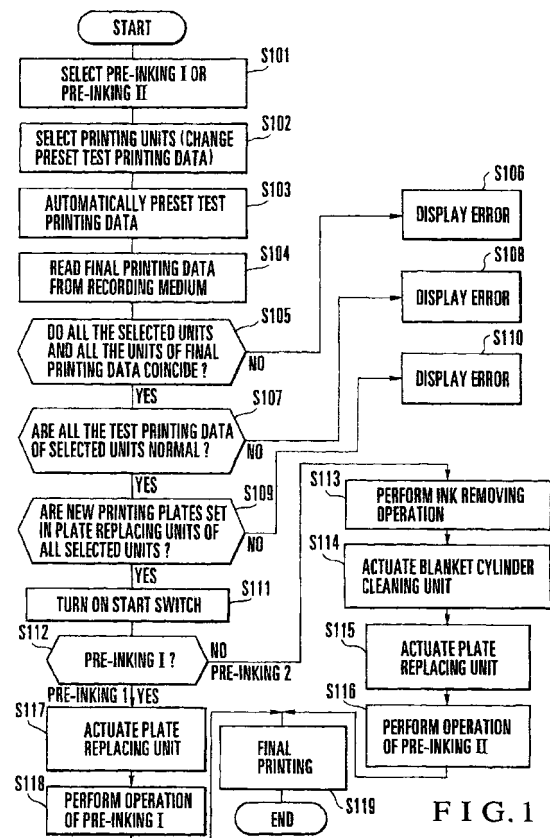 START
S101
SELECT PRE-INKING I OR
PRE-INKING II
S102
SELECT PRINTING UNITS (CHANGE
PRESET TEST PRINTING DATA)
S103
AUTOMATICALLY PRESET TEST
PRINTING DATA
S104
READ FINAL PRINTING DATA
FROM RECORDING MEDIUM
S105
DO ALL THE SELECTED UNITS
AND ALL THE UNITS OF FINAL
PRINTING DATA COINCIDE ?
NO
YES
S106
DISPLAY ERROR
S107
ARE ALL THE TEST PRINTING DATA
OF SELECTED UNITS NORMAL ?
NO
YES
S108
DISPLAY ERROR
S109
ARE NEW PRINTING PLATES SET
IN PLATE REPLACING UNITS OF
ALL SELECTED UNITS ?
NO
YES
S110
DISPLAY ERROR
S111
TURN ON START SWITCH
S112
PRE-INKING I ?
NO
PRE-INKING 2
PRE-INKING 1 YES
S113
PERFORM INK REMOVING
OPERATION
S114
ACTUATE BLANKET CYLINDER
CLEANING UNIT
S115
ACTUATE PLATE
REPLACING UNIT
S116
PERFORM OPERATION
OF PRE-INKING II
S117
ACTUATE PLATE
REPLACING UNIT
S118
PERFORM OPERATION
OF PRE-INKING I
FINAL
PRINTING
S119
END
FIG. 1